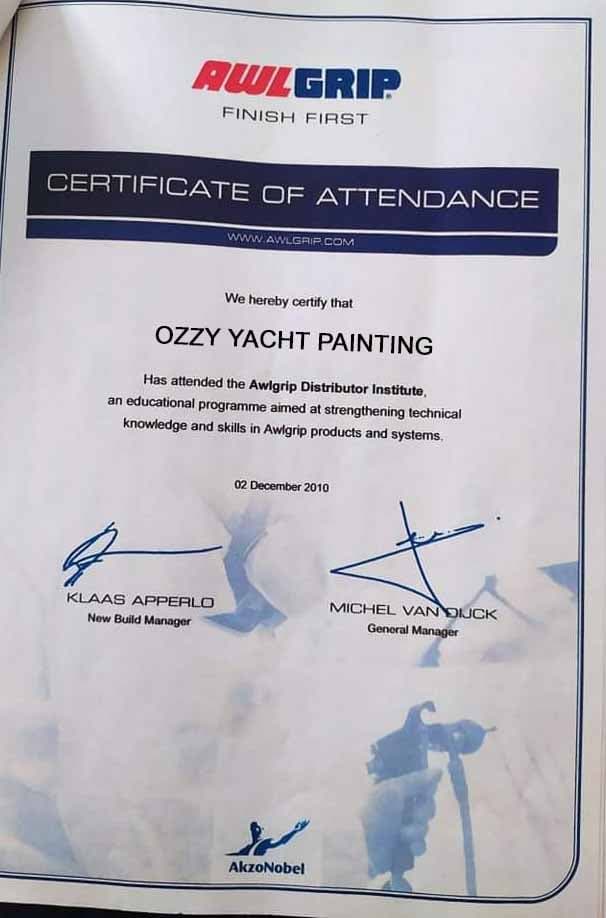 AWLGRIP®
FINISH FIRST
CERTIFICATE OF ATTENDANCE
WWW.AWLGRIP.COM
We hereby certify that
OZZY YACHT PAINTING
Has attended the Awlgrip Distributor Institute,
an educational programme aimed at strengthening technical
knowledge and skills in Awlgrip products and systems.
02 December 2010
KLAAS APPERLO
New Build Manager
MICHEL VAN DIJCK
General Manager
AkzoNobel